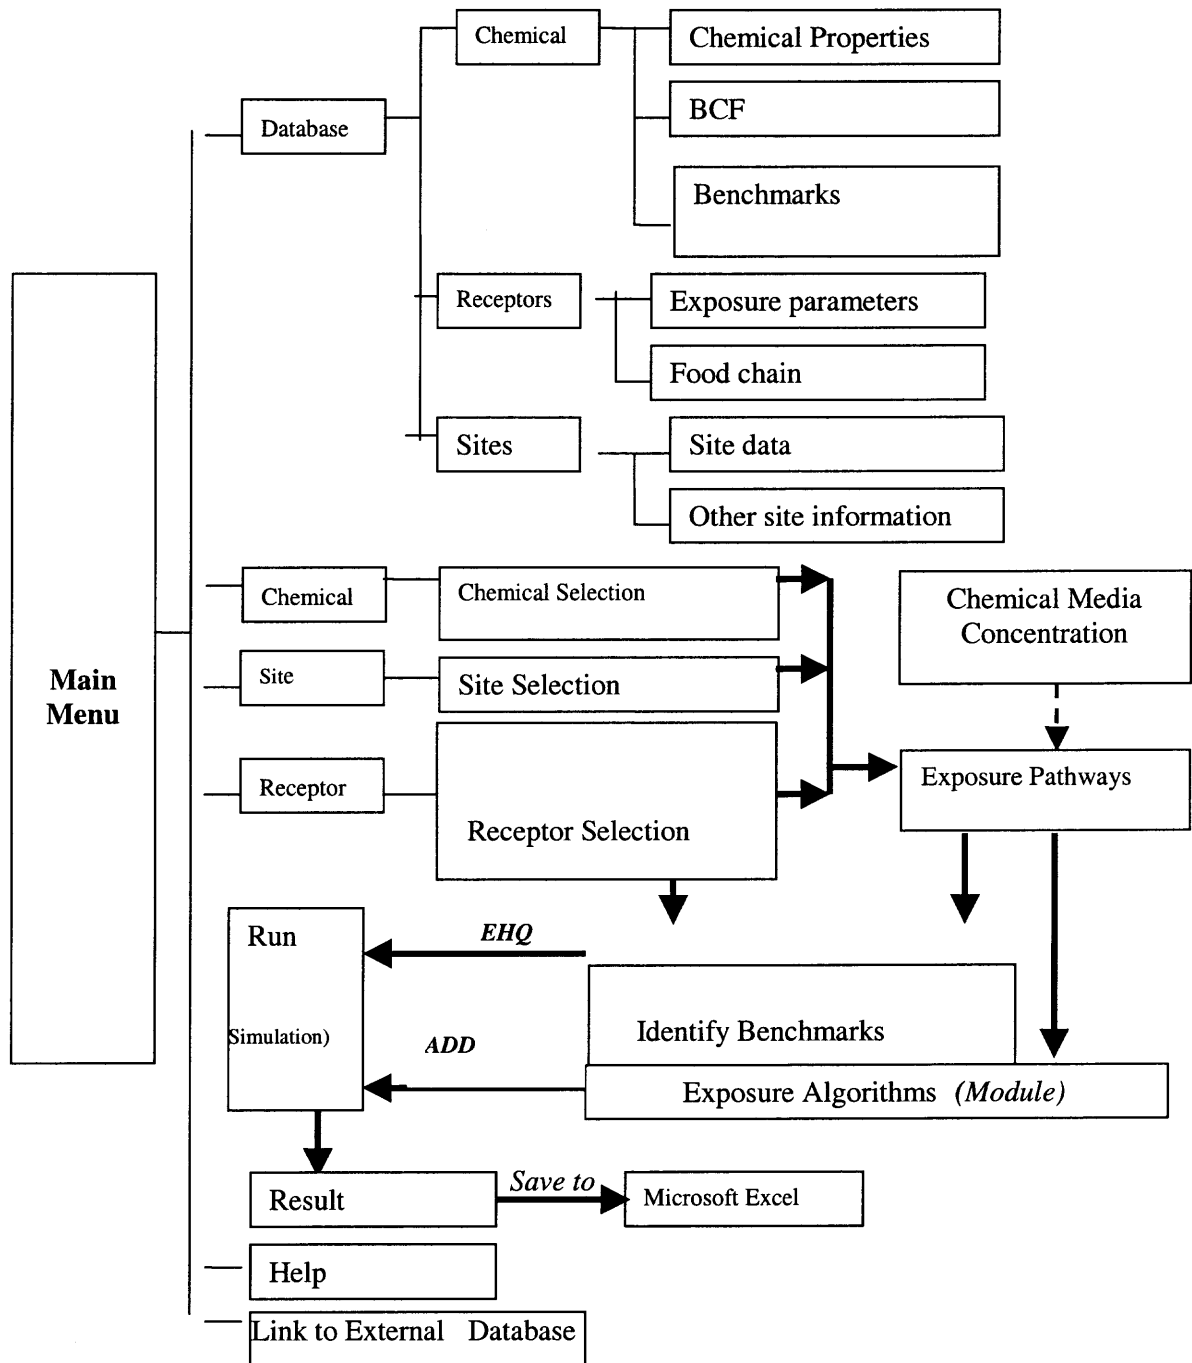 Chemical
Chemical Properties
BCF
Database
Benchmarks
Receptors
Exposure parameters
Food chain
Sites
Site data
Other site information
Chemical
Chemical Selection
Chemical Media
Concentration
Main
Menu
Site
Site Selection
Receptor
Receptor Selection
Exposure Pathways
Run
Simulation)
EHQ
ADD
Identify Benchmarks
Exposure Algorithms (Module)
Result
Save to
Microsoft Excel
Help
Link to External Database